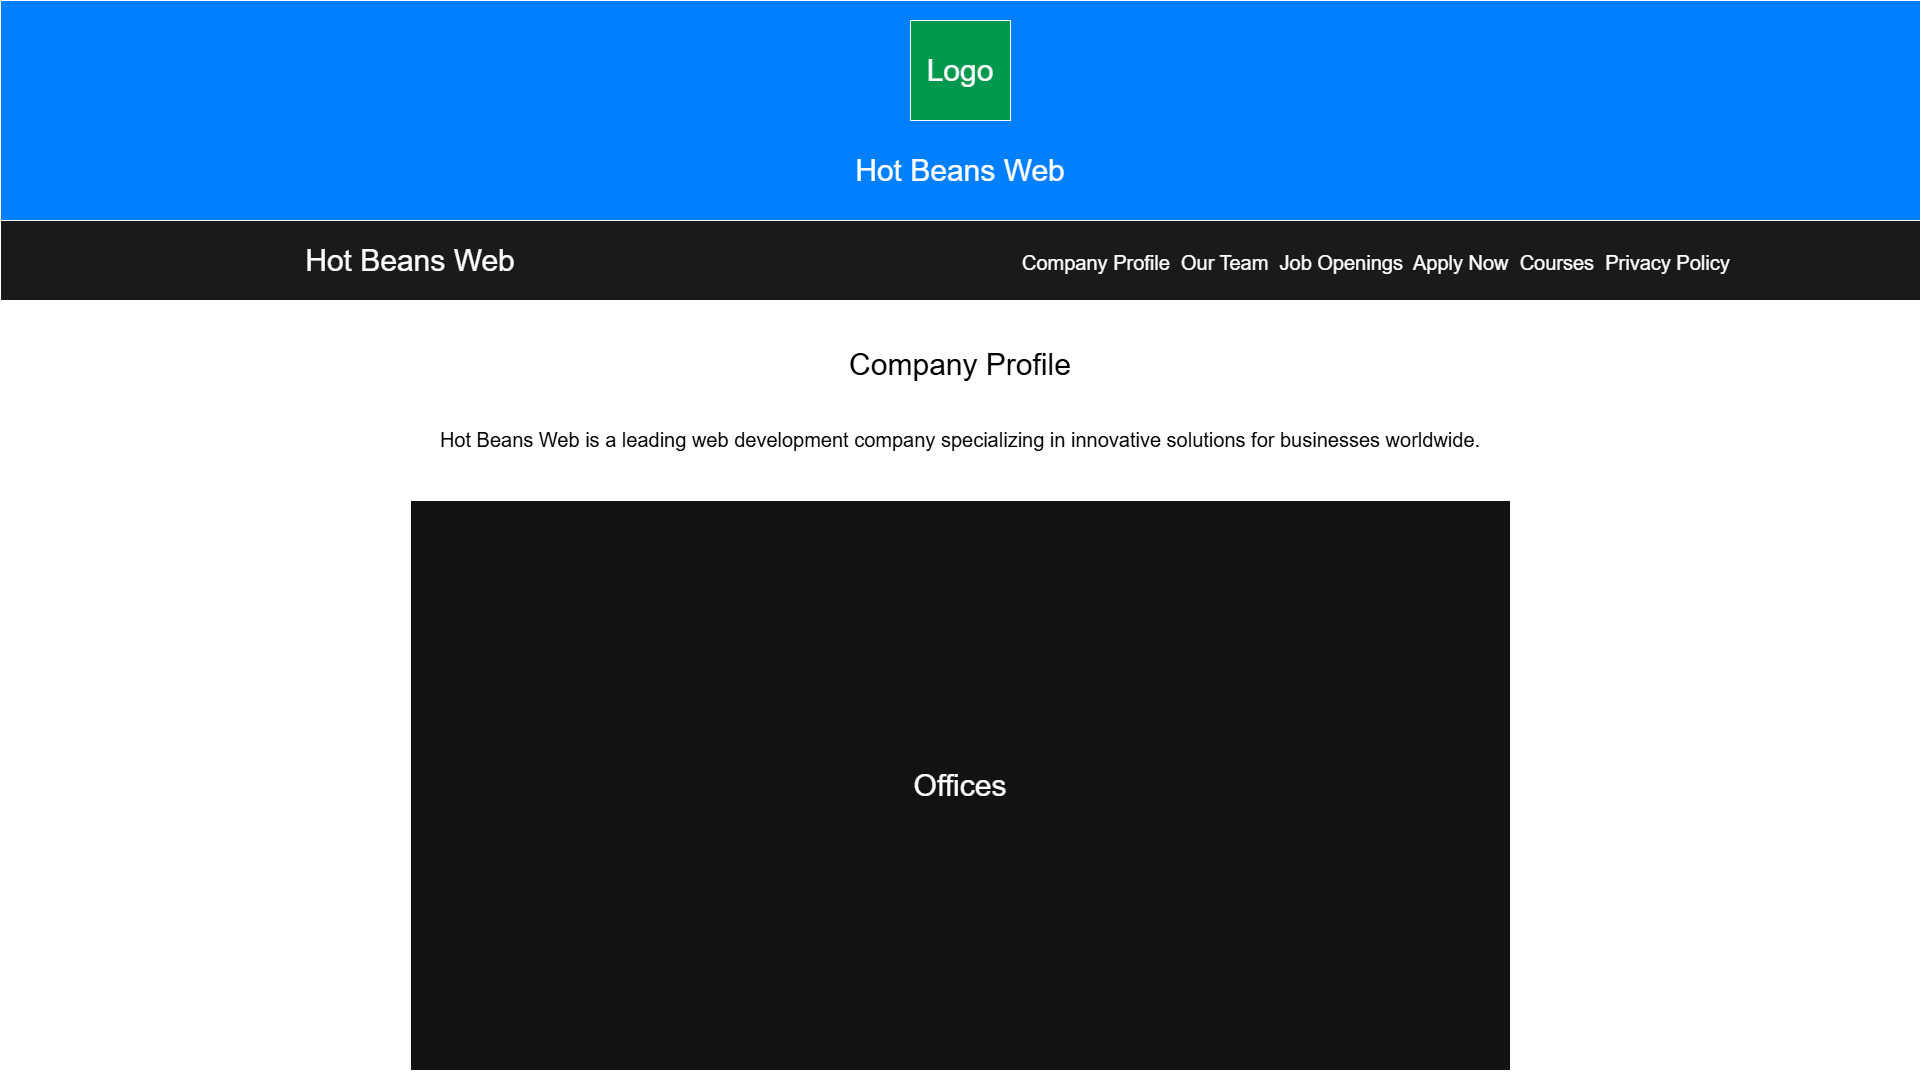 Logo
Hot Beans Web
Hot Beans Web
Company Profile Our Team Job Openings Apply Now Courses Privacy Policy
Company Profile
Hot Beans Web is a leading web development company specializing in innovative solutions for businesses worldwide.
Offices